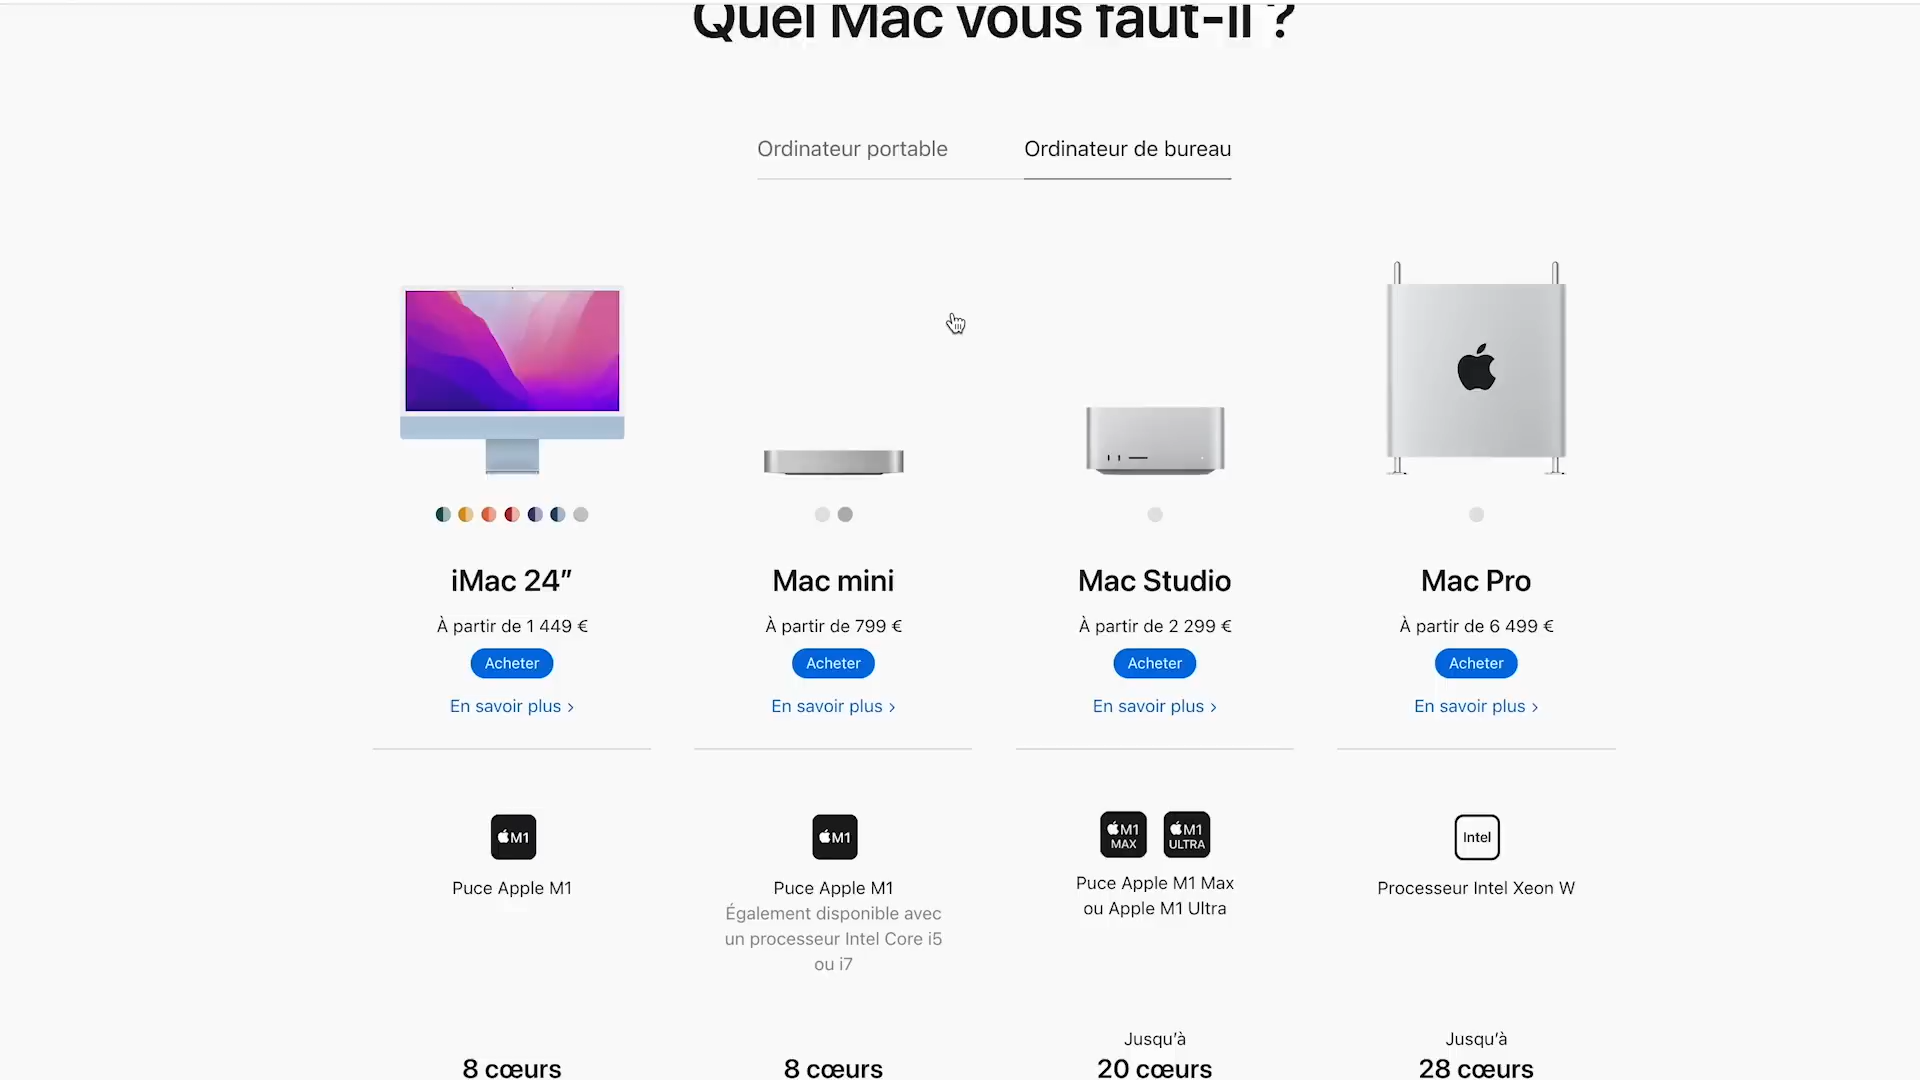 Quel Mac vous faut-il ?
Ordinateur portable
Ordinateur de bureau
iMac 24″
À partir de 1 449 €
Acheter
En savoir plus >
Mac mini
À partir de 799 €
Acheter
En savoir plus >
Mac Studio
À partir de 2 299 €
Acheter
En savoir plus >
Mac Pro
À partir de 6 499 €
Acheter
En savoir plus >
M1
Puce Apple M1
8 cœurs
M1
Puce Apple M1
Également disponible avec
un processeur Intel Core i5
ou i7
8 cœurs
M1
MAX
M1
ULTRA
Puce Apple M1 Max
ou Apple M1 Ultra
Jusqu’à
20 cœurs
Intel
Processeur Intel Xeon W
Jusqu’à
28 cœurs